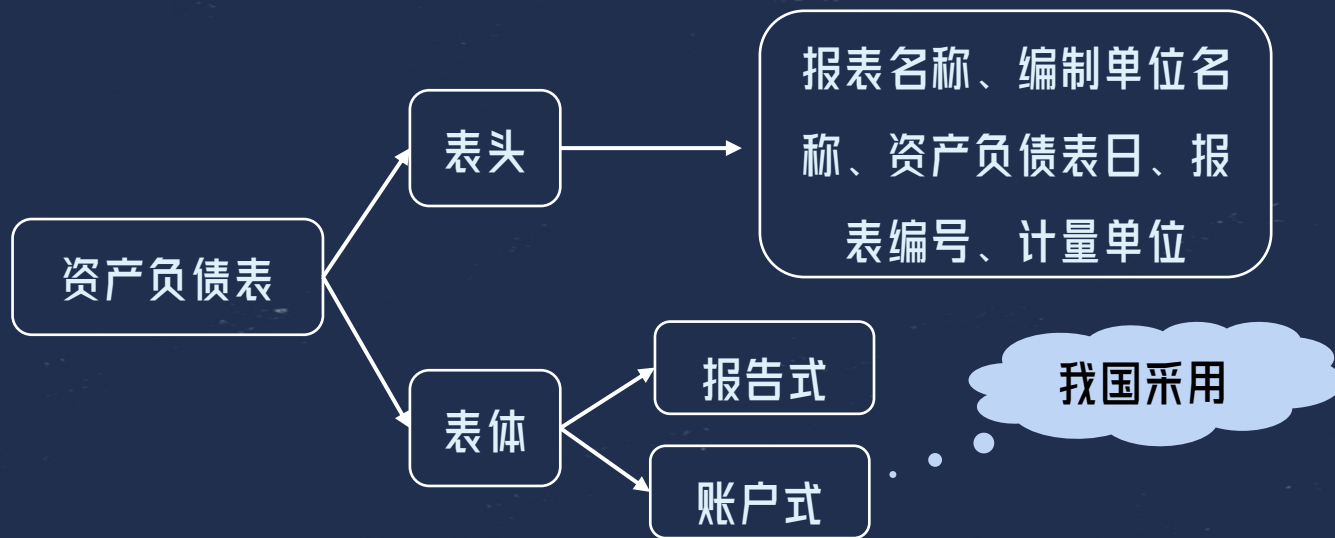 报表名称、编制单位名
称、资产负债表日、报
表编号、计量单位
表头
资产负债表
表体
报告式
我国采用
账户式